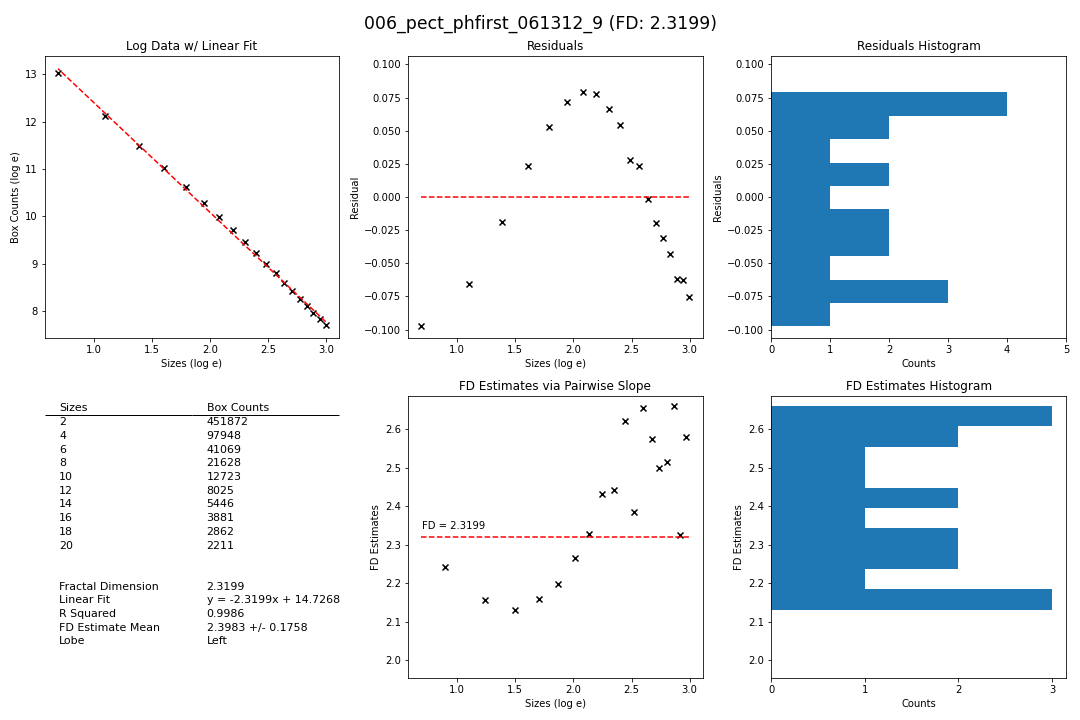 006_pect_phfirst_061312_9 (FD: 2.3199)
Log Data w/ Linear Fit
13
12
11
10
9
8
Box Counts (log e)
1.0 1.5 2.0 2.5 3.0
Sizes (log e)
Residuals
0.100
0.075
0.050
0.025
0.000
−0.025
−0.050
−0.075
−0.100
Residual
1.0 1.5 2.0 2.5 3.0
Sizes (log e)
Residuals Histogram
0.100
0.075
0.050
0.025
0.000
−0.025
−0.050
−0.075
−0.100
Residuals
0 1 2 3 4 5
Counts
Sizes Box Counts
2 451872
4 97948
6 41069
8 21628
10 12723
12 8025
14 5446
16 3881
18 2862
20 2211
Fractal Dimension 2.3199
Linear Fit y = -2.3199x + 14.7268
R Squared 0.9986
FD Estimate Mean 2.3983 +/- 0.1758
Lobe Left
FD Estimates via Pairwise Slope
2.6
2.5
2.4
2.3
2.2
2.1
2.0
FD Estimates
FD = 2.3199
1.0 1.5 2.0 2.5 3.0
Sizes (log e)
FD Estimates Histogram
2.6
2.5
2.4
2.3
2.2
2.1
2.0
FD Estimates
0 1 2 3
Counts